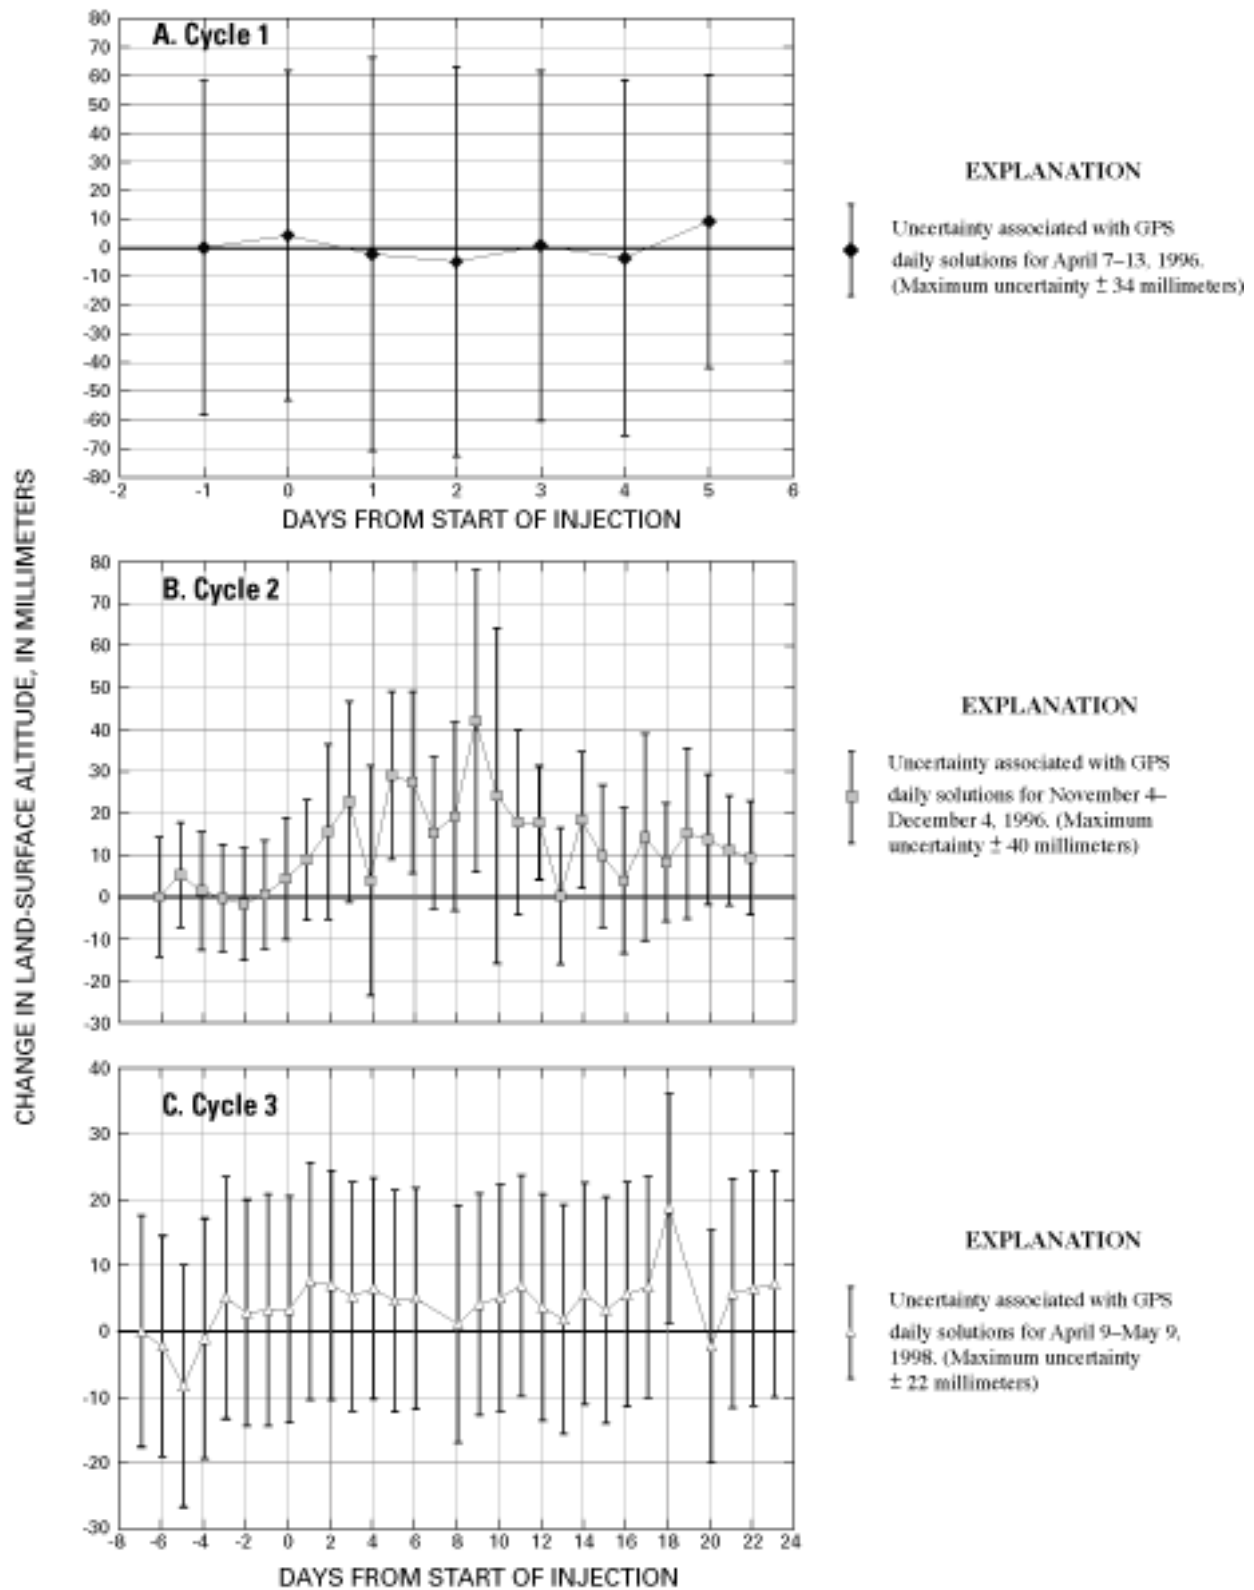 CHANGE IN LAND-SURFACE ALTITUDE, IN MILLIMETERS
A. Cycle 1
80
80
70
60
50
40
30
20
10
0
-10
-20
-30
-40
-50
-60
-70
-80
-2 -1 0 1 2 3 4 5 6
DAYS FROM START OF INJECTION
EXPLANATION
Uncertainty associated with GPS
daily solutions for April 7–13, 1996.
(Maximum uncertainty ± 34 millimeters)
B. Cycle 2
80
70
60
50
40
30
20
10
0
-10
-20
-30
EXPLANATION
Uncertainty associated with GPS
daily solutions for November 4–
December 4, 1996. (Maximum
uncertainty ± 40 millimeters)
C. Cycle 3
40
30
20
10
0
-10
-20
-30
-8 -6 -4 -2 0 2 4 6 8 10 12 14 16 18 20 22 24
DAYS FROM START OF INJECTION
EXPLANATION
Uncertainty associated with GPS
daily solutions for April 9–May 9,
1998. (Maximum uncertainty
± 22 millimeters)